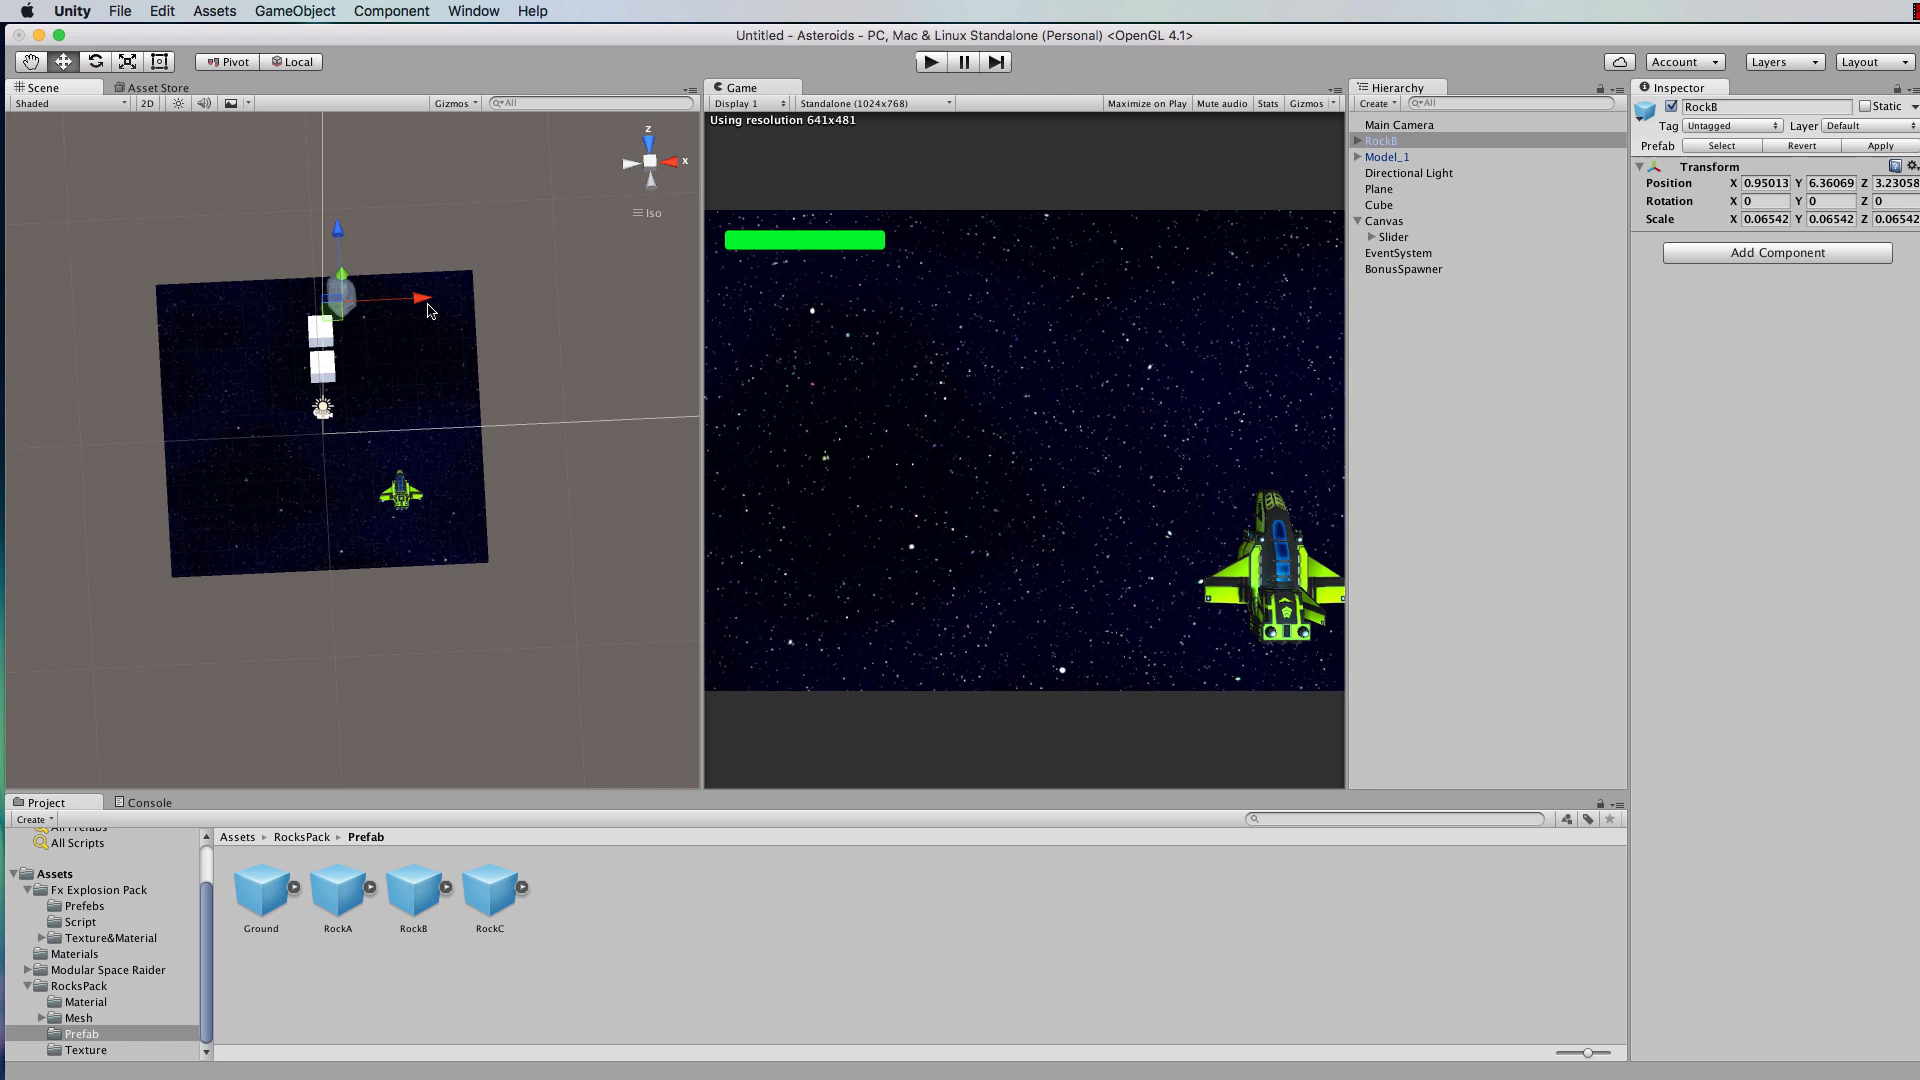 Unity File Edit Assets GameObject Component Window Help
Untitled - Asteroids - PC, Mac & Linux Standalone (Personal) <OpenGL 4.1>
Pivot Local Account Layers Layout
Scene Asset Store
Shaded 2D Gizmos All
z
x
Iso
Game
Display 1 Standalone (1024x768) Maximize on Play Mute audio Stats Gizmos
Using resolution 641x481
Hierarchy
Create All
Main Camera
RockB
Model_1
Directional Light
Plane
Cube
Canvas
Slider
EventSystem
BonusSpawner
Inspector
RockB Static
Tag Untagged Layer Default
Prefab Select Revert Apply
Transform
Position X 0.95013 Y 6.36069 Z 3.23058
Rotation X 0 Y 0 Z 0
Scale X 0.06542 Y 0.06542 Z 0.06542
Add Component
Project Console
Create
All Prefabs
All Scripts
Assets
Fx Explosion Pack
Prefebs
Script
Texture&Material
Materials
Modular Space Raider
RocksPack
Material
Mesh
Prefab
Texture
Assets RocksPack Prefab
Ground RockA RockB RockC